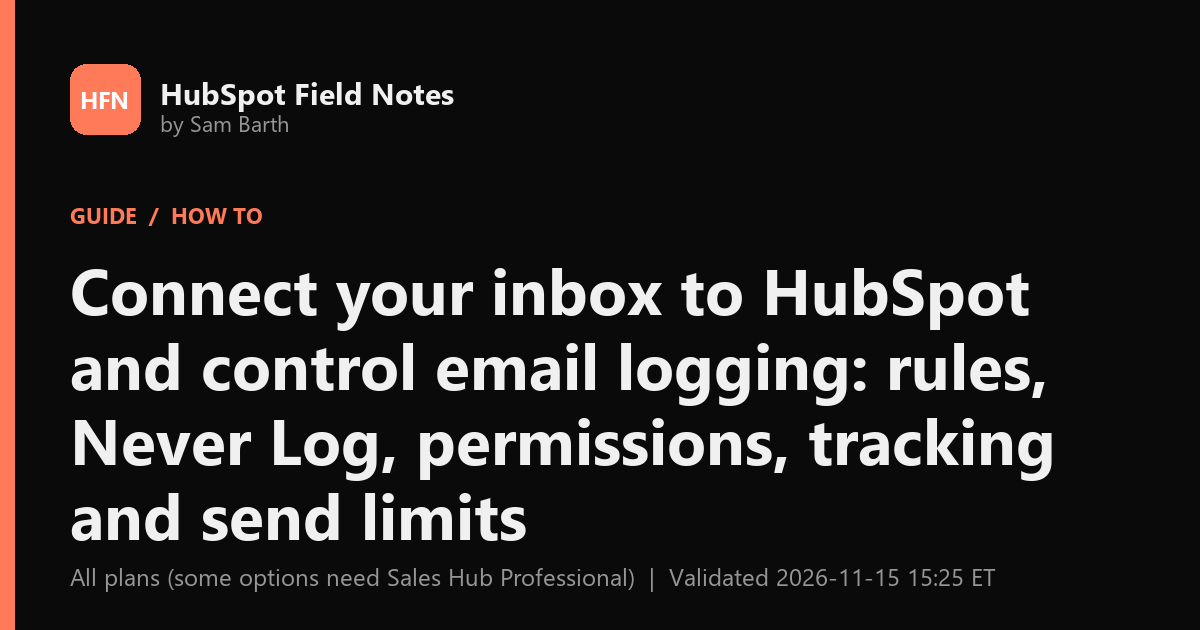 HFN
HubSpot Field Notes
by Sam Barth
GUIDE / HOW TO
Connect your inbox to HubSpot
and control email logging: rules,
Never Log, permissions, tracking
and send limits
All plans (some options need Sales Hub Professional) | Validated 2026-11-15 15:25 ET